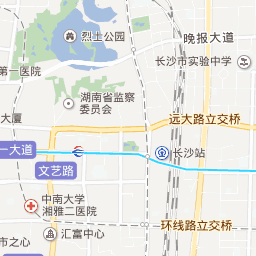 烈士公园
晚报大道
第一医院
长沙市实验中学
湖南省监察
委员会
大厦
远大路立交桥
一大道
长沙站
文艺路
中南大学
湘雅二医院
环线路立交桥
市之心
汇富中心